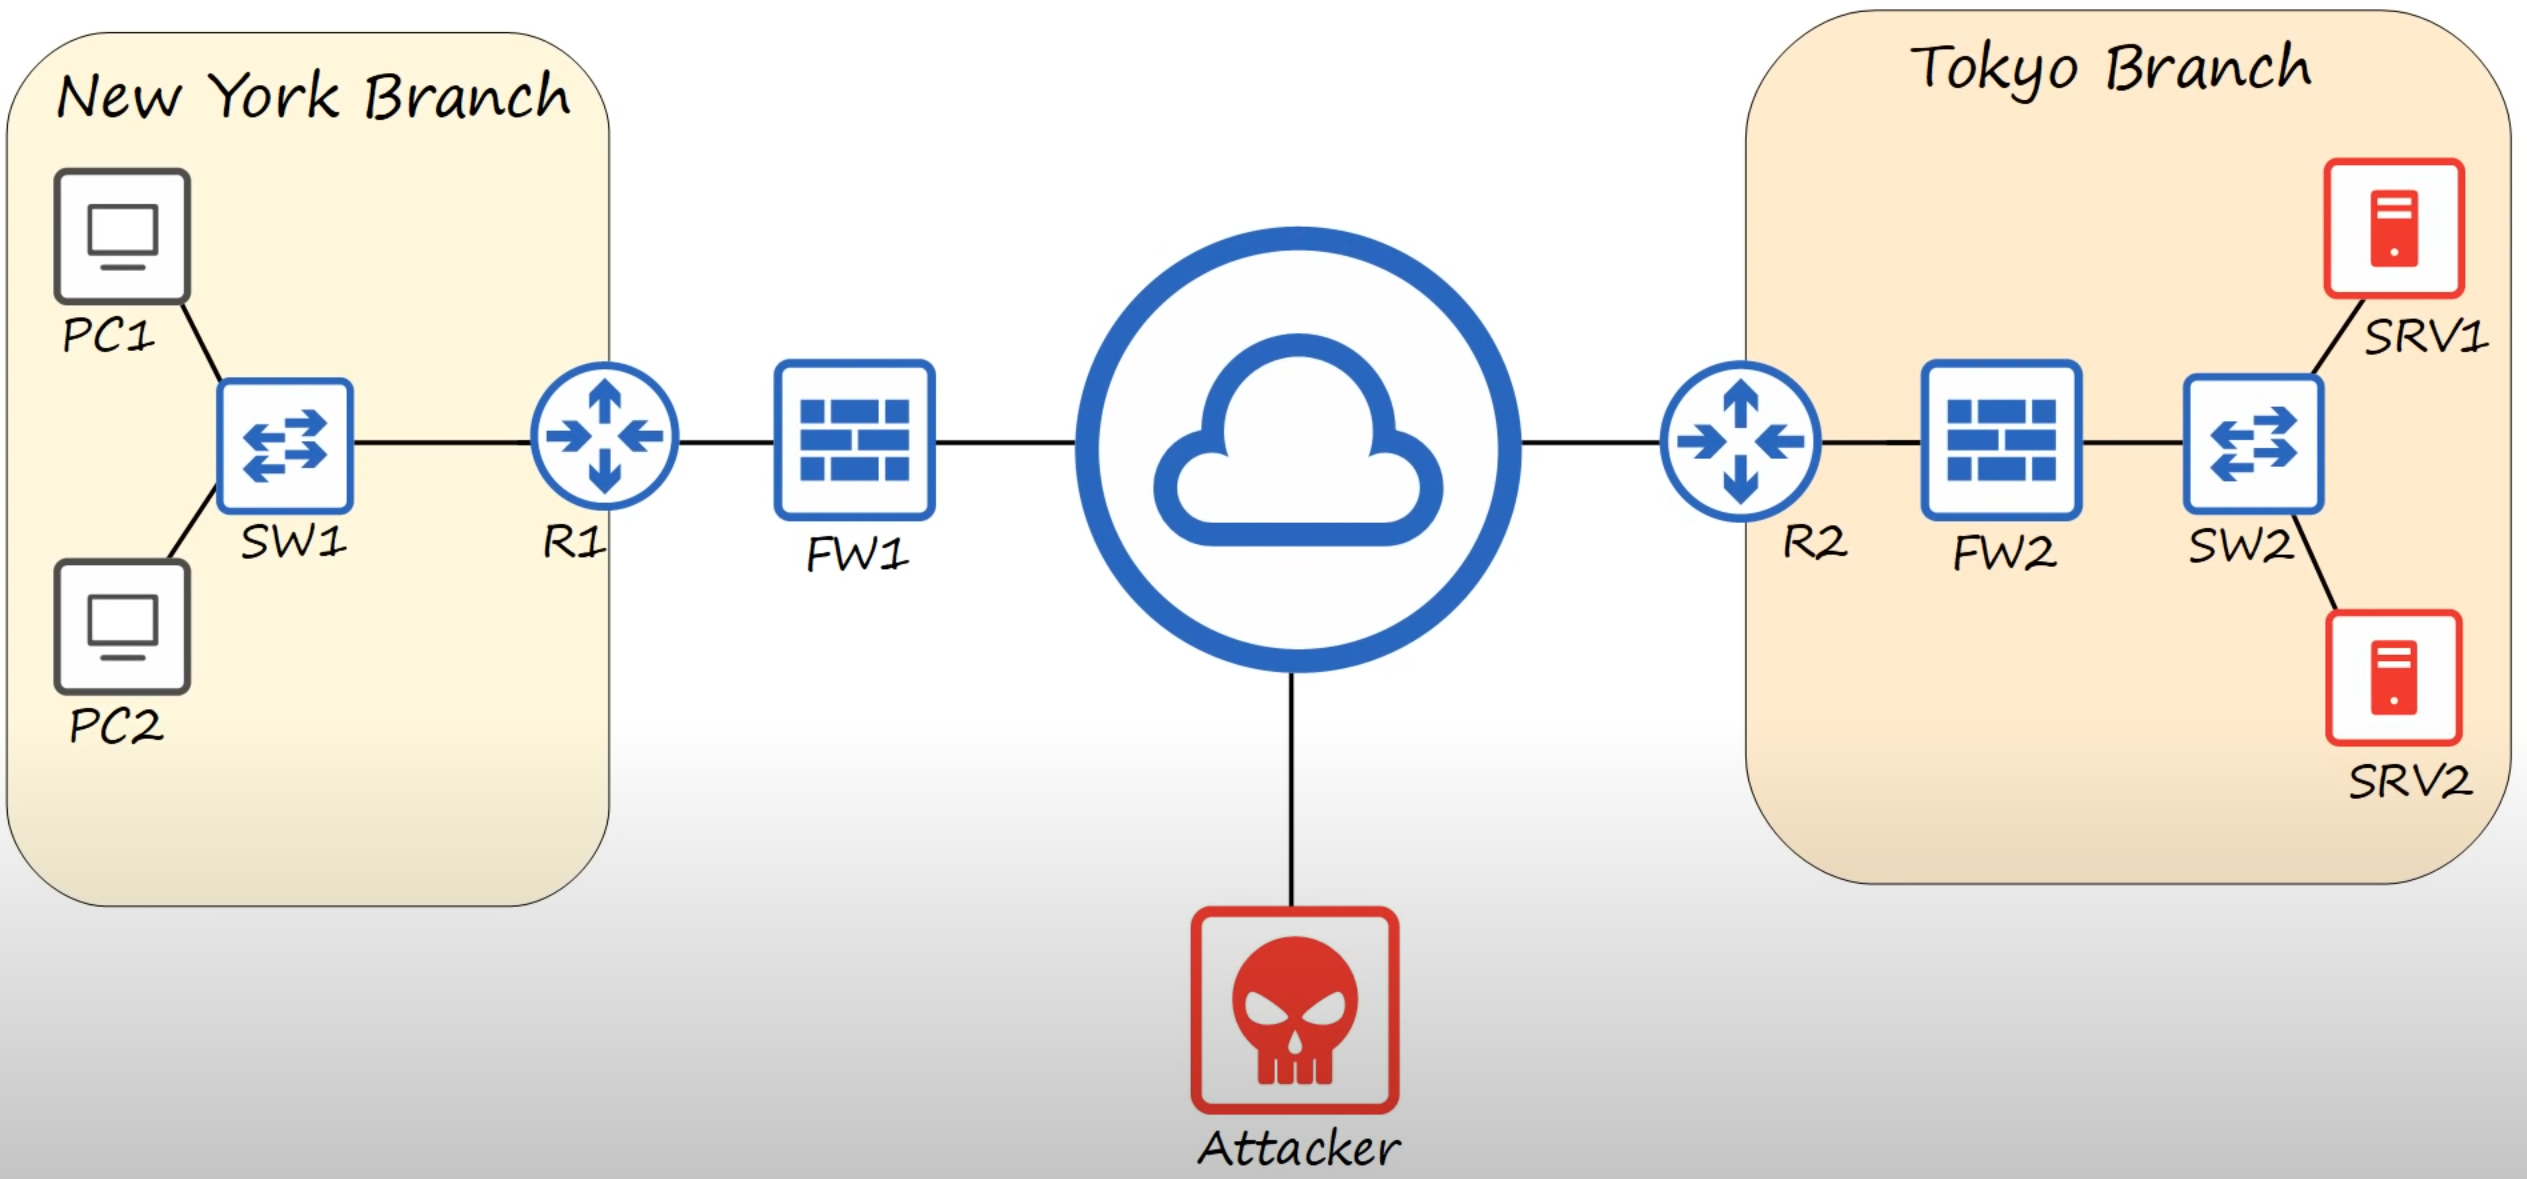 New York Branch
Tokyo Branch
PC1
SRV1
SW1
R1
FW1
R2
FW2
SW2
PC2
SRV2
Attacker